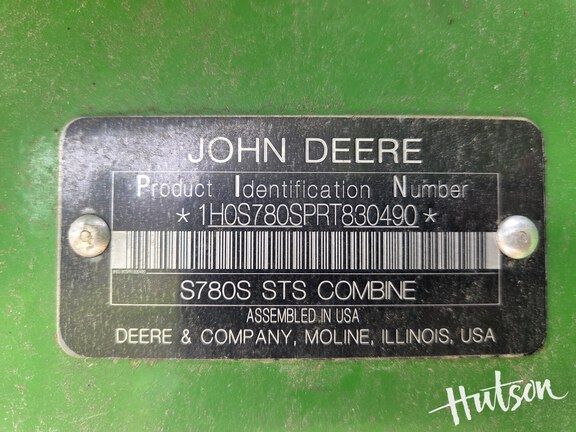 JOHN DEERE
Product Identification Number
*1H0S780SPRT830490*
S780S STS COMBINE
ASSEMBLED IN USA
DEERE & COMPANY, MOLINE, ILLINOIS, USA
Hutson